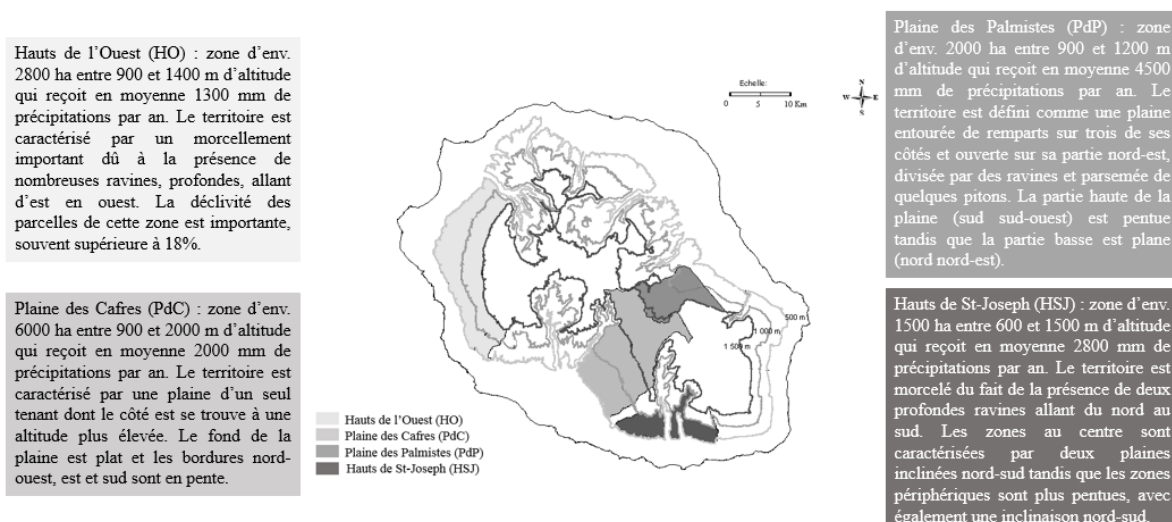 Hauts de l’Ouest (HO) : zone d’env.
2800 ha entre 900 et 1400 m d’altitude
qui reçoit en moyenne 1300 mm de
précipitations par an. Le territoire est
caractérisé par un morcellement
important dû à la présence de
nombreuses ravines, profondes, allant
d’est en ouest. La déclivité des
parcelles de cette zone est importante,
souvent supérieure à 18%.
Plaine des Cafres (PdC) : zone d’env.
6000 ha entre 900 et 2000 m d’altitude
qui reçoit en moyenne 2000 mm de
précipitations par an. Le territoire est
caractérisé par une plaine d’un seul
tenant dont le côté est se trouve à une
altitude plus élevée. Le fond de la
plaine est plat et les bordures nord-
ouest, est et sud sont en pente.
Echelle:
0 5 10 Km
N
W E
S
500 m
1 000 m
1 500 m
Hauts de l’Ouest (HO)
Plaine des Cafres (PdC)
Plaine des Palmistes (PdP)
Hauts de St-Joseph (HSJ)
Plaine des Palmistes (PdP) : zone
d’env. 2000 ha entre 900 et 1200 m
d’altitude qui reçoit en moyenne 4500
mm de précipitations par an. Le
territoire est défini comme une plaine
entourée de remparts sur trois de ses
côtés et ouverte sur sa partie nord-est,
divisée par des ravines et parsemée de
quelques pitons. La partie haute de la
plaine (sud sud-ouest) est pentue
tandis que la partie basse est plane
(nord nord-est).
Hauts de St-Joseph (HSJ) : zone d’env.
1500 ha entre 600 et 1500 m d’altitude
qui reçoit en moyenne 2800 mm de
précipitations par an. Le territoire est
morcelé du fait de la présence de deux
profondes ravines allant du nord au
sud. Les zones au centre sont
caractérisées par deux plaines
inclinées nord-sud tandis que les zones
périphériques sont plus pentues, avec
également une inclinaison nord-sud.